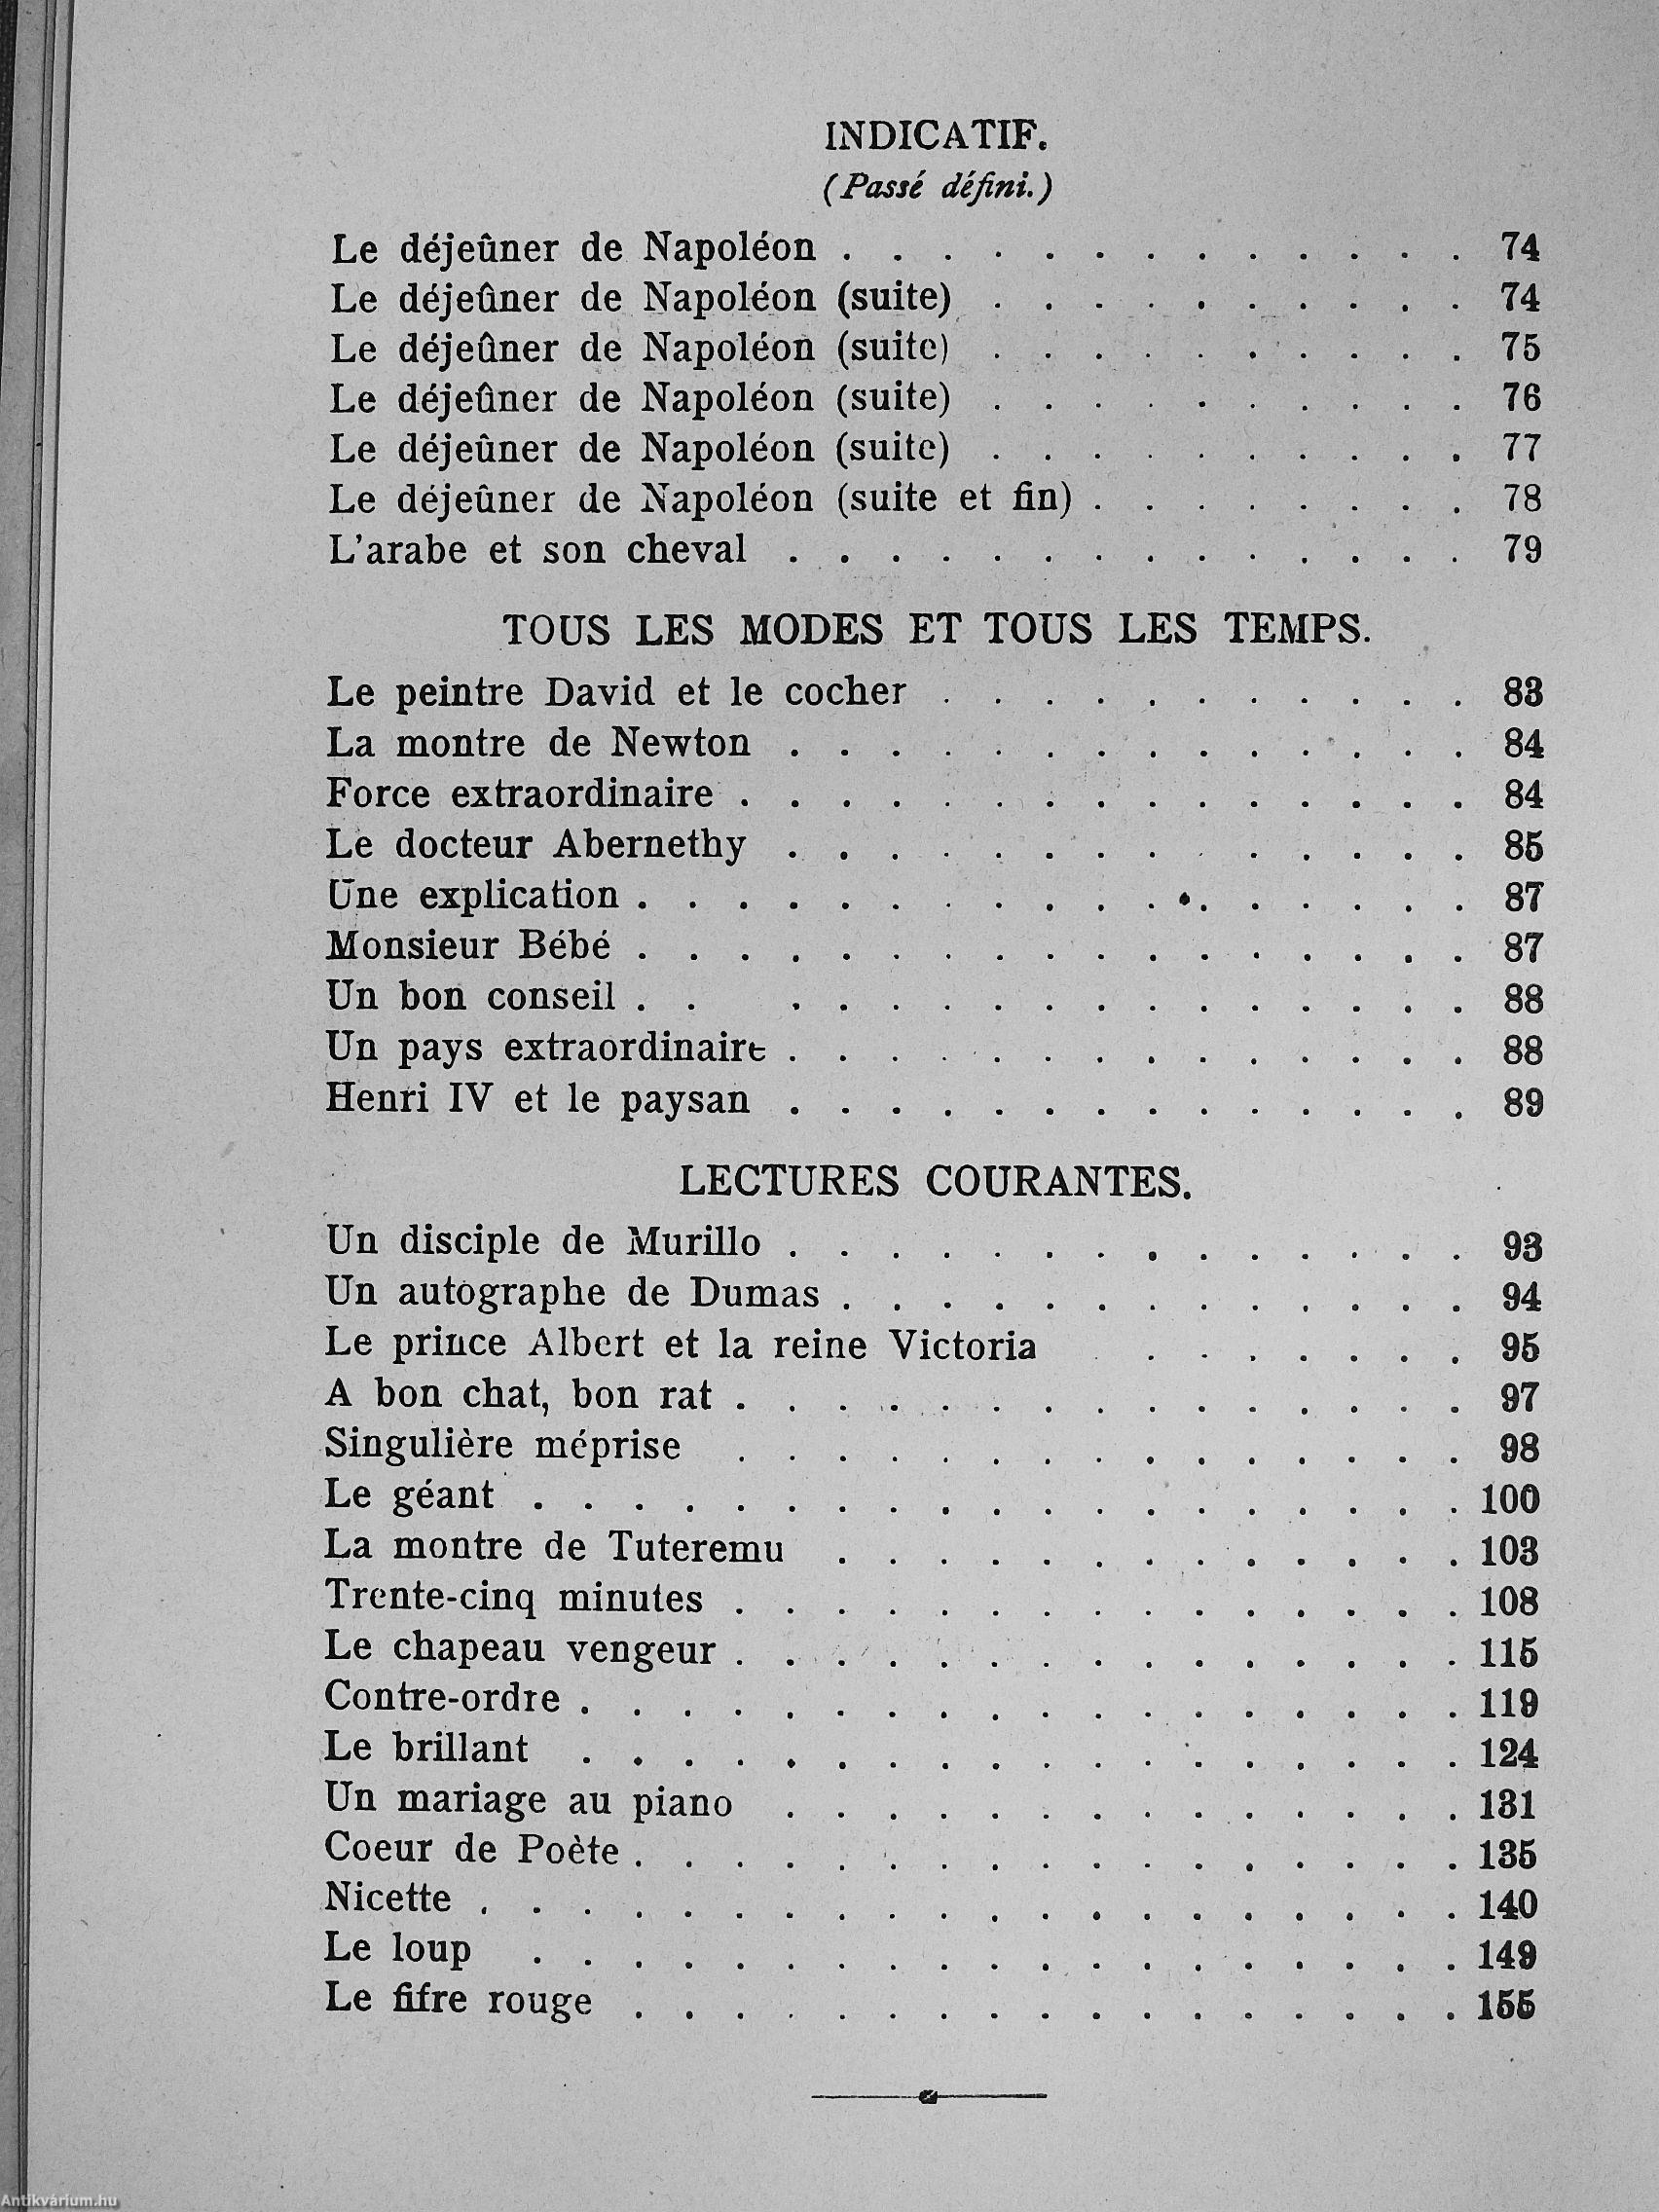 INDICATIF.
(Passé défini.)
Le déjeûner de Napoléon . . . . . . . . . . . . . 74
Le déjeûner de Napoléon (suite) . . . . . . . . . . 74
Le déjeûner de Napoléon (suite) . . . . . . . . . . 75
Le déjeûner de Napoléon (suite) . . . . . . . . . . 76
Le déjeûner de Napoléon (suite) . . . . . . . . . . 77
Le déjeûner de Napoléon (suite et fin) . . . . . . . . 78
L'arabe et son cheval . . . . . . . . . . . . . . 79
TOUS LES MODES ET TOUS LES TEMPS.
Le peintre David et le cocher . . . . . . . . . . . 83
La montre de Newton . . . . . . . . . . . . . . 84
Force extraordinaire . . . . . . . . . . . . . . . 84
Le docteur Abernethy . . . . . . . . . . . . . . 85
Une explication . . . . . . . . . . . . . . . . . 87
Monsieur Bébé . . . . . . . . . . . . . . . . . 87
Un bon conseil . . . . . . . . . . . . . . . . 88
Un pays extraordinaire . . . . . . . . . . . . . . 88
Henri IV et le paysan . . . . . . . . . . . . . . 89
LECTURES COURANTES.
Un disciple de Murillo . . . . . . . . . . . . . . 93
Un autographe de Dumas . . . . . . . . . . . . . 94
Le prince Albert et la reine Victoria . . . . . . . . 95
A bon chat, bon rat . . . . . . . . . . . . . . . 97
Singulière méprise . . . . . . . . . . . . . . . 98
Le géant . . . . . . . . . . . . . . . . . . . 100
La montre de Tuteremu . . . . . . . . . . . . . 103
Trente-cinq minutes . . . . . . . . . . . . . . . 108
Le chapeau vengeur . . . . . . . . . . . . . . . 115
Contre-ordre . . . . . . . . . . . . . . . . . . 119
Le brillant . . . . . . . . . . . . . . . . . . 124
Un mariage au piano . . . . . . . . . . . . . . 131
Coeur de Poète . . . . . . . . . . . . . . . . . 135
Nicette . . . . . . . . . . . . . . . . . . . . 140
Le loup . . . . . . . . . . . . . . . . . . . 149
Le fifre rouge . . . . . . . . . . . . . . . . . 155
Antikvárium.hu